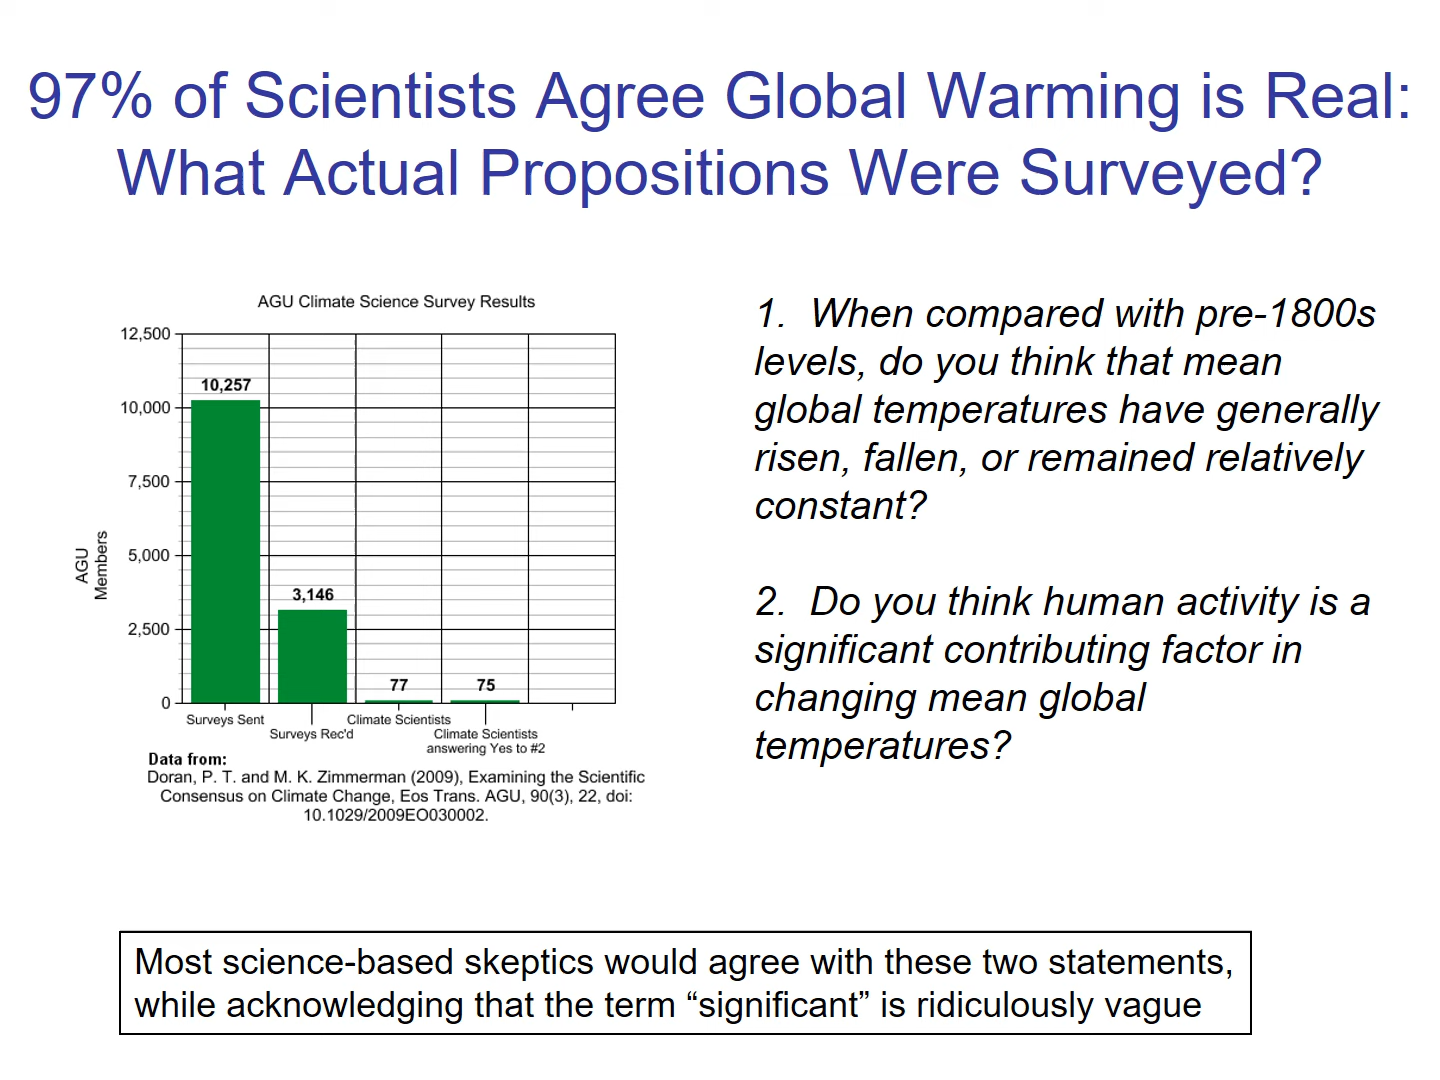 97% of Scientists Agree Global Warming is Real:
What Actual Propositions Were Surveyed?
AGU Climate Science Survey Results
12,500
10,000
7,500
5,000
2,500
0
AGU
Members
10,257
3,146
77
75
Surveys Sent
Surveys Rec'd
Climate Scientists
Climate Scientists
answering Yes to #2
Data from:
Doran, P. T. and M. K. Zimmerman (2009), Examining the Scientific
Consensus on Climate Change, Eos Trans. AGU, 90(3), 22, doi:
10.1029/2009EO030002.
1. When compared with pre-1800s
levels, do you think that mean
global temperatures have generally
risen, fallen, or remained relatively
constant?
2. Do you think human activity is a
significant contributing factor in
changing mean global
temperatures?
Most science-based skeptics would agree with these two statements,
while acknowledging that the term “significant” is ridiculously vague